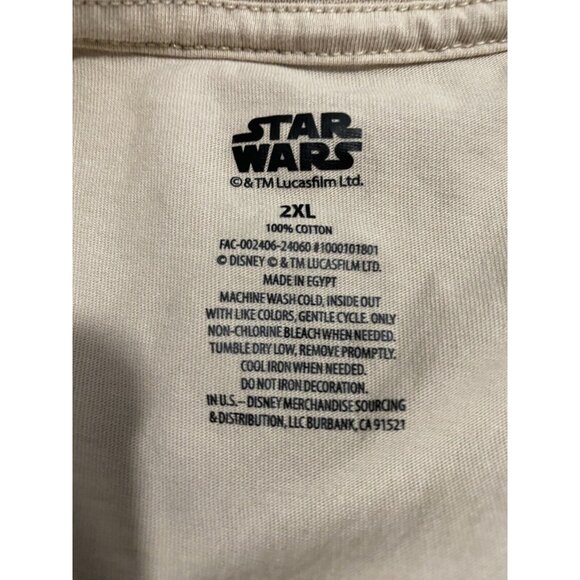 STAR
WARS
©&TM Lucasfilm Ltd.
2XL
100% COTTON
FAC-002406-24060 #1000101801
© DISNEY © & TM LUCASFILM LTD.
MADE IN EGYPT
MACHINE WASH COLD, INSIDE OUT
WITH LIKE COLORS, GENTLE CYCLE. ONLY
NON-CHLORINE BLEACH WHEN NEEDED.
TUMBLE DRY LOW, REMOVE PROMPTLY.
COOL IRON WHEN NEEDED.
DO NOT IRON DECORATION.
IN U.S.– DISNEY MERCHANDISE SOURCING
& DISTRIBUTION, LLC BURBANK, CA 91521